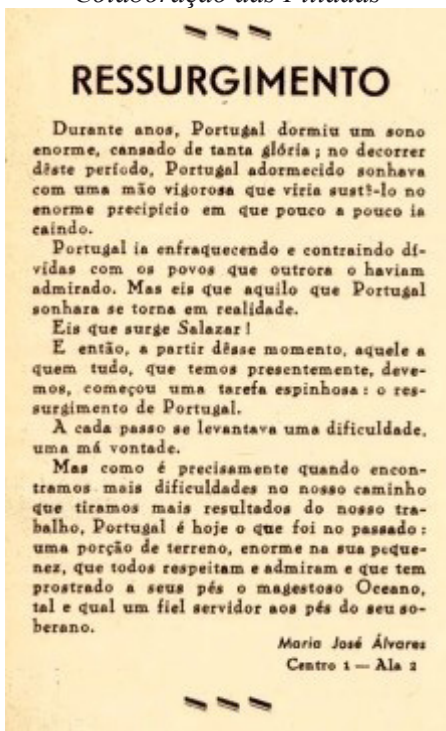 Colaboração das Filiadas
RESSURGIMENTO
Durante anos, Portugal dormiu um sono
enorme, cansado de tanta glória; no decorrer
dêste período, Portugal adormecido sonhava
com uma mão vigorosa que viria sustê-lo no
enorme precipício em que pouco a pouco ia
caindo.
Portugal ia enfraquecendo e contraindo dí-
vidas com os povos que outrora o haviam
admirado. Mas eis que aquilo que Portugal
sonhara se torna em realidade.
Eis que surge Salazar!
E então, a partir dêsse momento, aquele a
quem tudo, que temos presentemente, deve-
mos, começou uma tarefa espinhosa: o res-
surgimento de Portugal.
A cada passo se levantava uma dificuldade,
uma má vontade.
Mas como é precisamente quando encon-
tramos mais dificuldades no nosso caminho
que tiramos mais resultados do nosso tra-
balho, Portugal é hoje o que foi no passado:
uma porção de terreno, enorme na sua peque-
nez, que todos respeitam e admiram e que tem
prostrado a seus pés o magestoso Oceano,
tal e qual um fiel servidor aos pés do seu so-
berano.
Maria José Álvares
Centro 1 — Ala 2